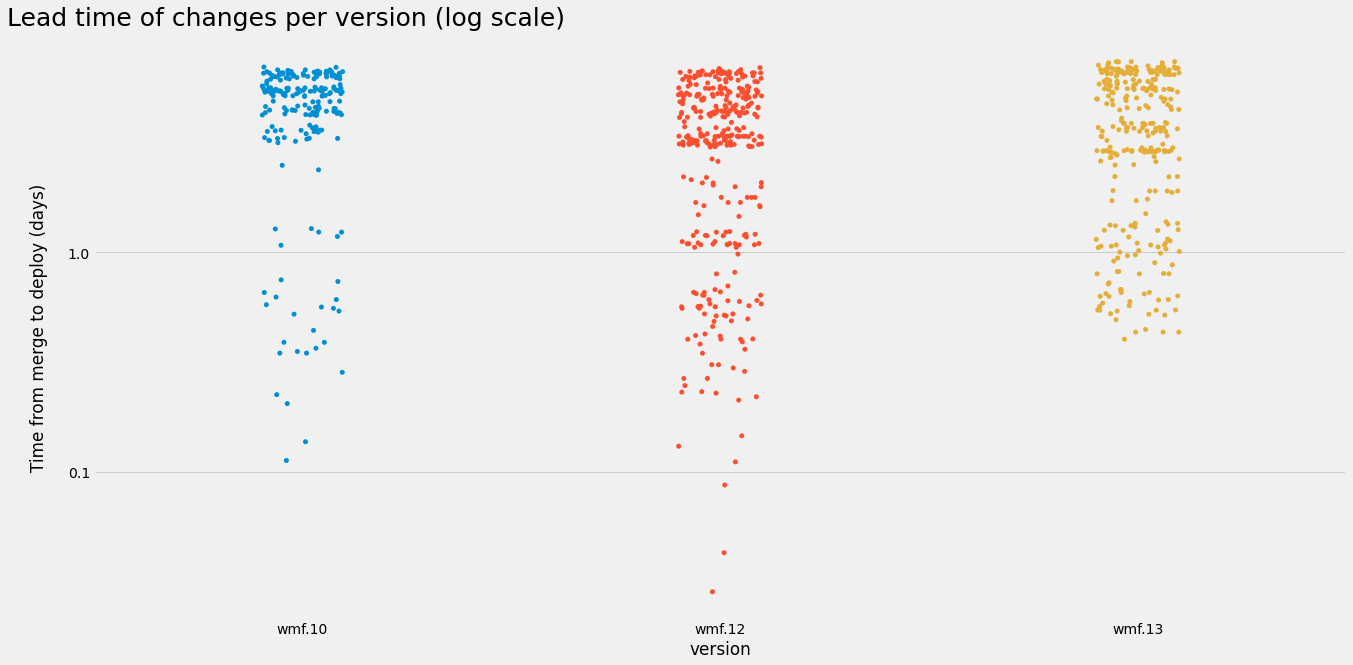 Lead time of changes per version (log scale)
Time from merge to deploy (days)
1.0
0.1
wmf.10
wmf.12
wmf.13
version